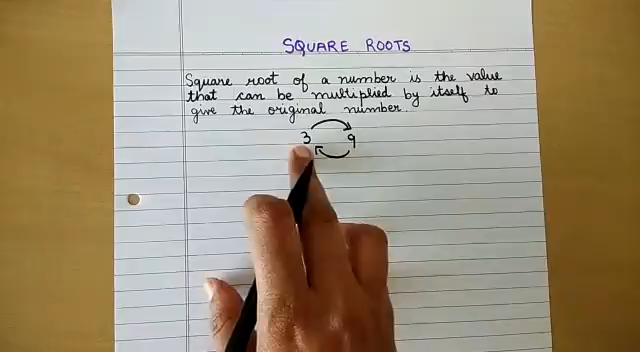 SQUARE ROOTS
Square root of a number is the value
that can be multiplied by itself to
give the original number.
3 9